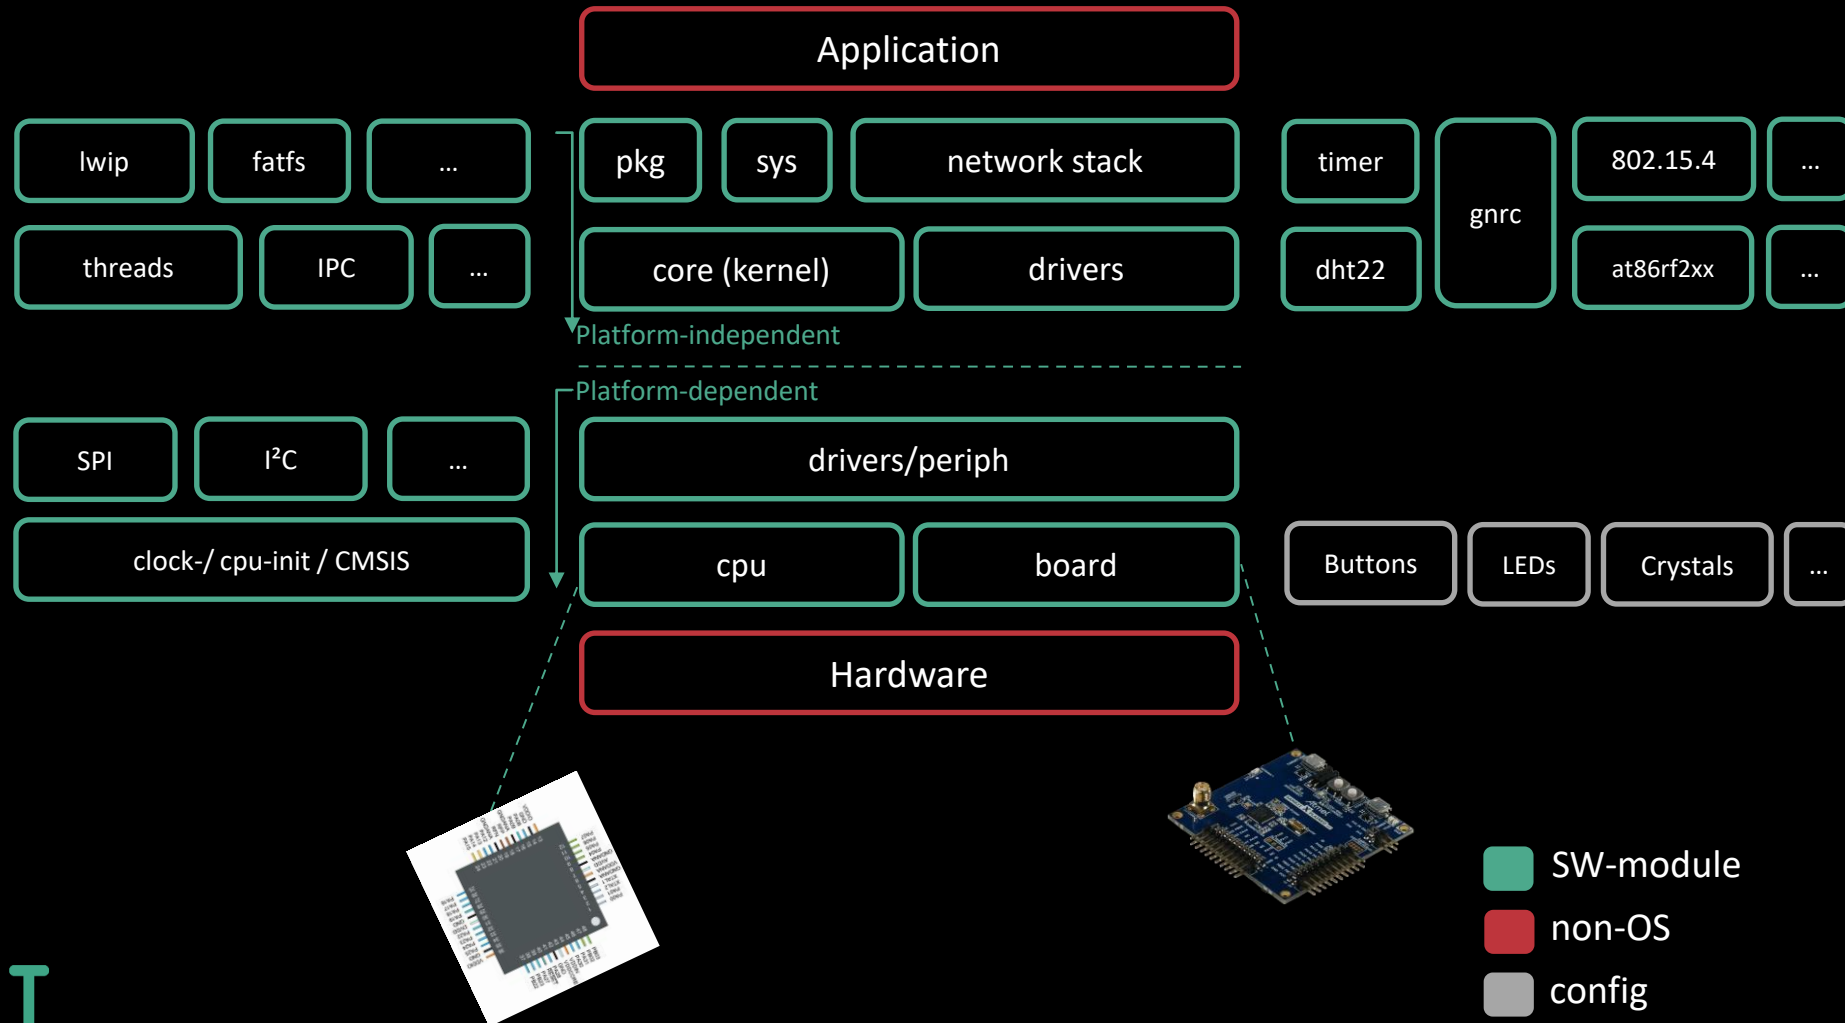 Application
lwip
fatfs
...
pkg
sys
network stack
timer
gnrc
802.15.4
...
threads
IPC
...
core (kernel)
drivers
dht22
at86rf2xx
...
Platform-independent
Platform-dependent
SPI
I²C
...
drivers/periph
clock-/ cpu-init / CMSIS
cpu
board
Buttons
LEDs
Crystals
...
Hardware
SW-module
non-OS
config
T